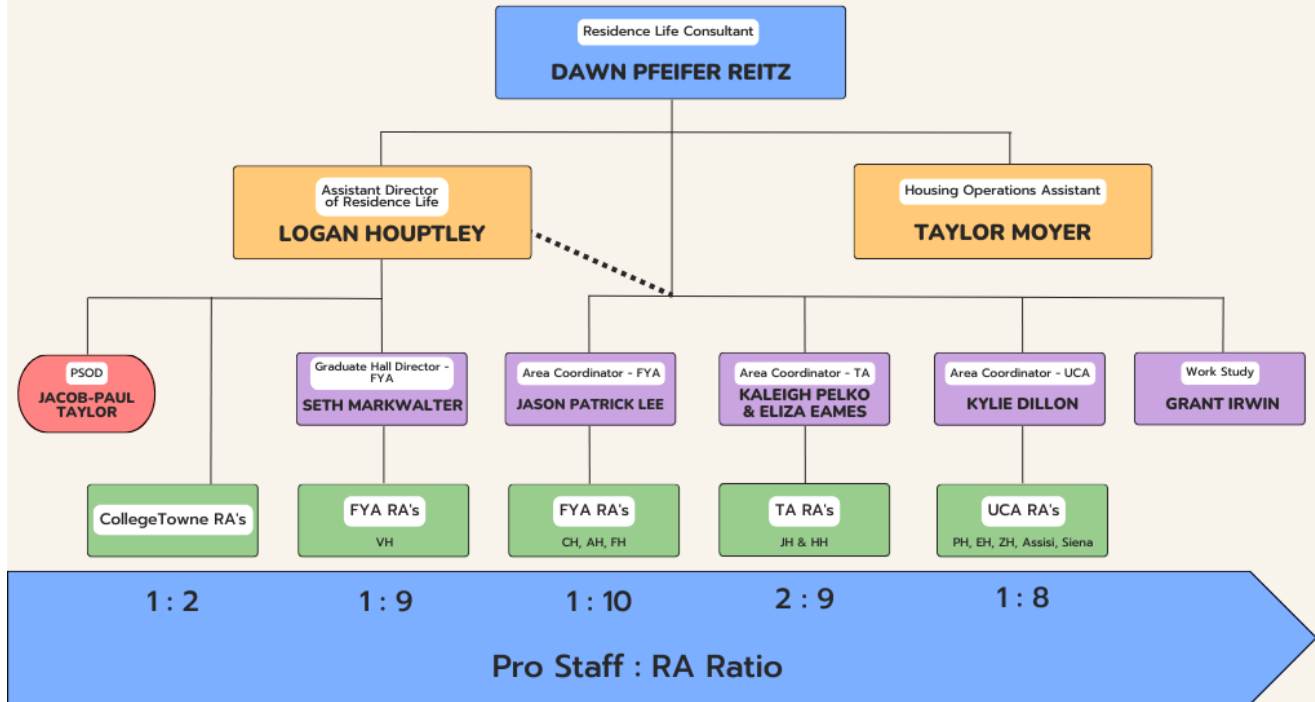 Residence Life Consultant
DAWN PFEIFER REITZ
Assistant Director
of Residence Life
LOGAN HOUPTLEY
Housing Operations Assistant
TAYLOR MOYER
PSOD
JACOB-PAUL
TAYLOR
Graduate Hall Director -
FYA
SETH MARKWALTER
Area Coordinator - FYA
JASON PATRICK LEE
Area Coordinator - TA
KALEIGH PELKO
& ELIZA EAMES
Area Coordinator - UCA
KYLIE DILLON
Work Study
GRANT IRWIN
CollegeTowne RA's
FYA RA's
VH
FYA RA's
CH, AH, FH
TA RA's
JH & HH
UCA RA's
PH, EH, ZH, Assisi, Siena
1 : 2
1 : 9
1 : 10
2 : 9
1 : 8
Pro Staff : RA Ratio